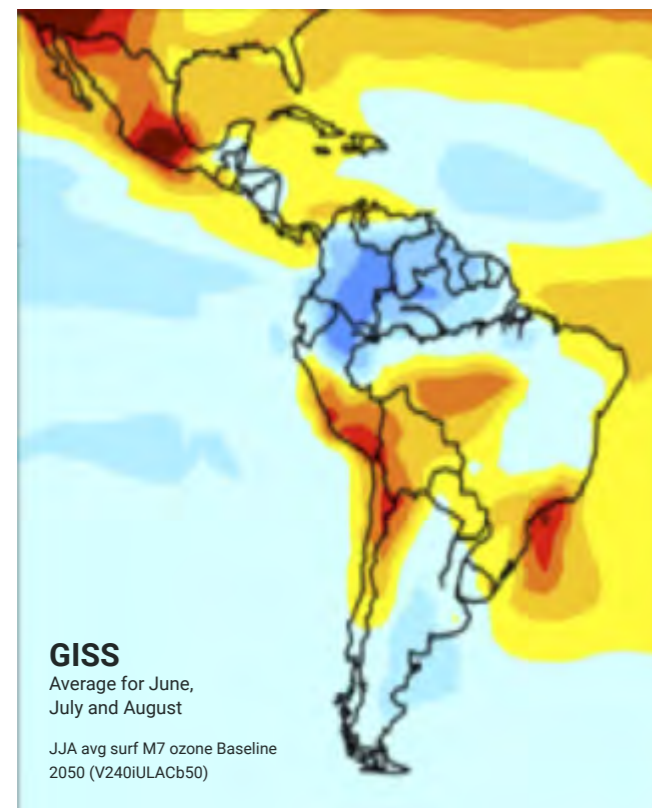 GISS
Average for June,
July and August
JJA avg surf M7 ozone Baseline
2050 (V240iULACb50)